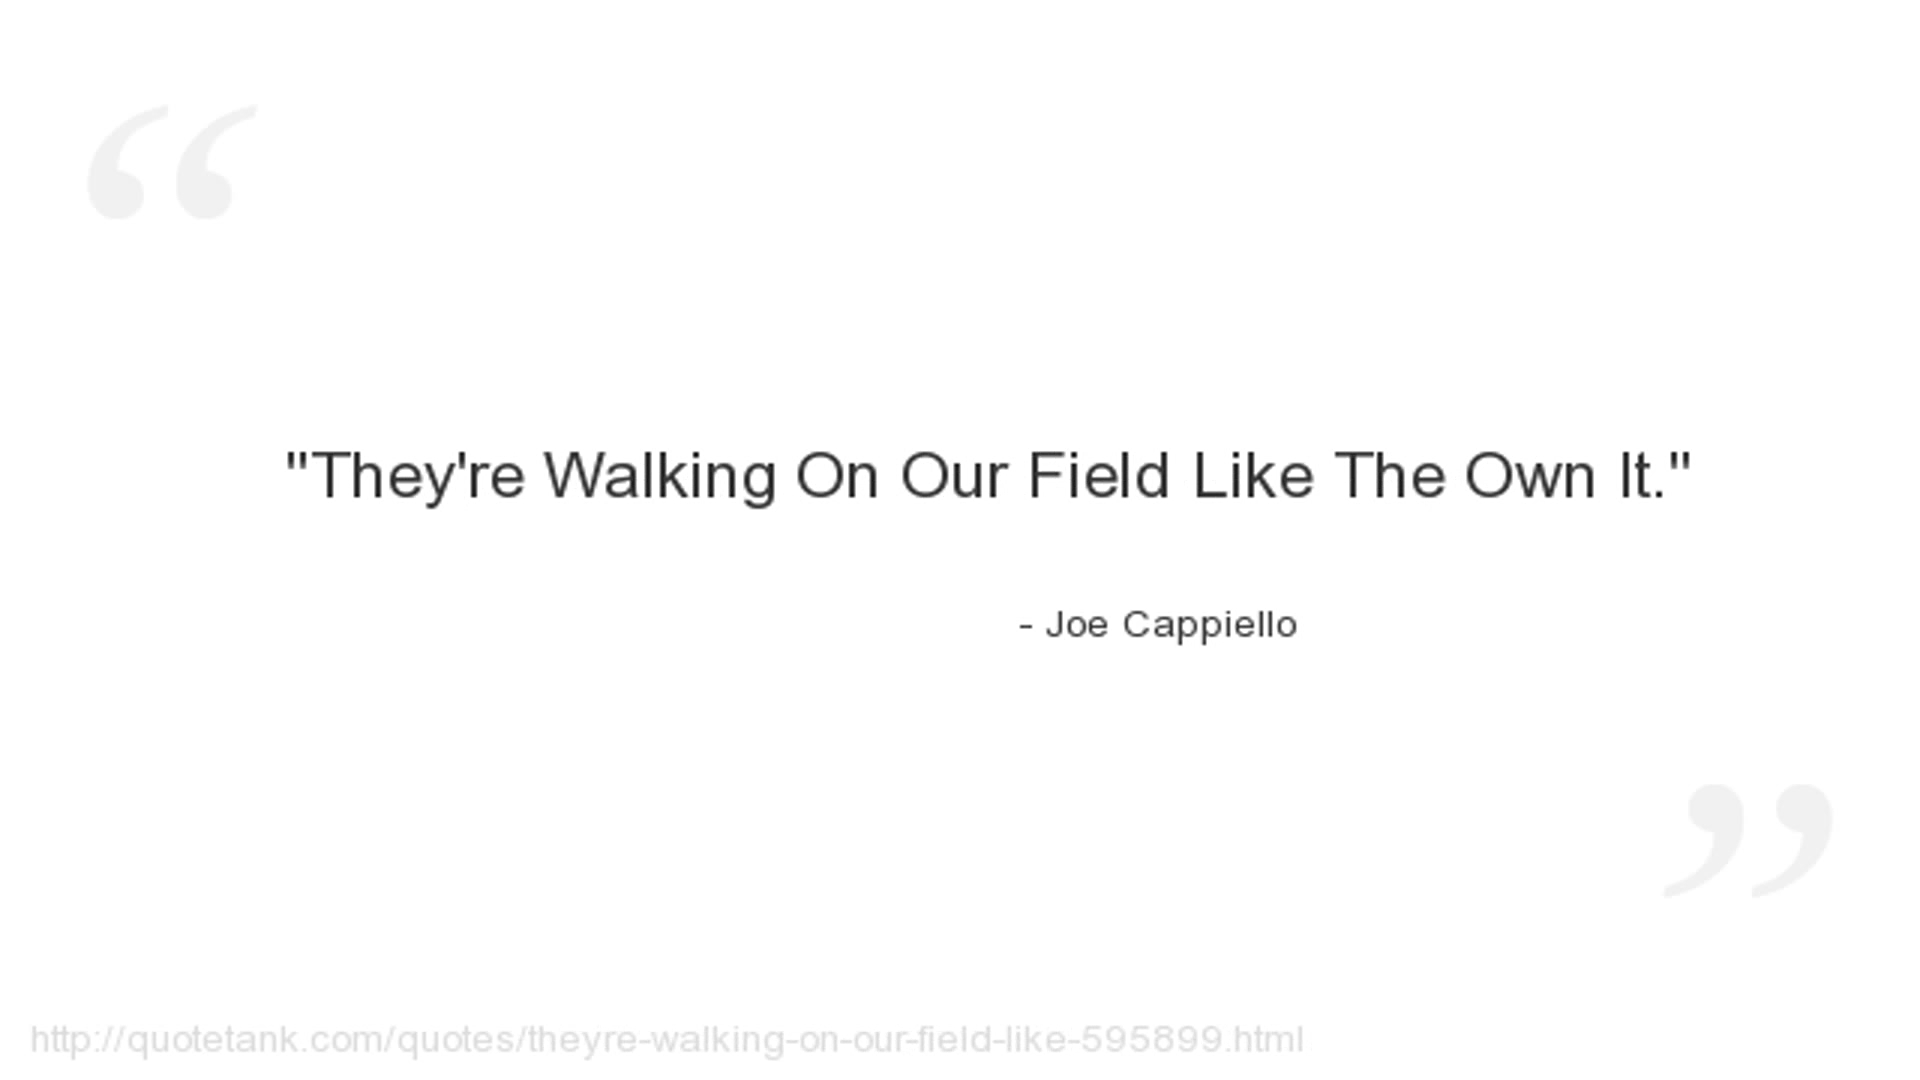 "They're Walking On Our Field Like The Own It."
- Joe Cappiello
http://quotetank.com/quotes/theyre-walking-on-our-field-like-595899.html